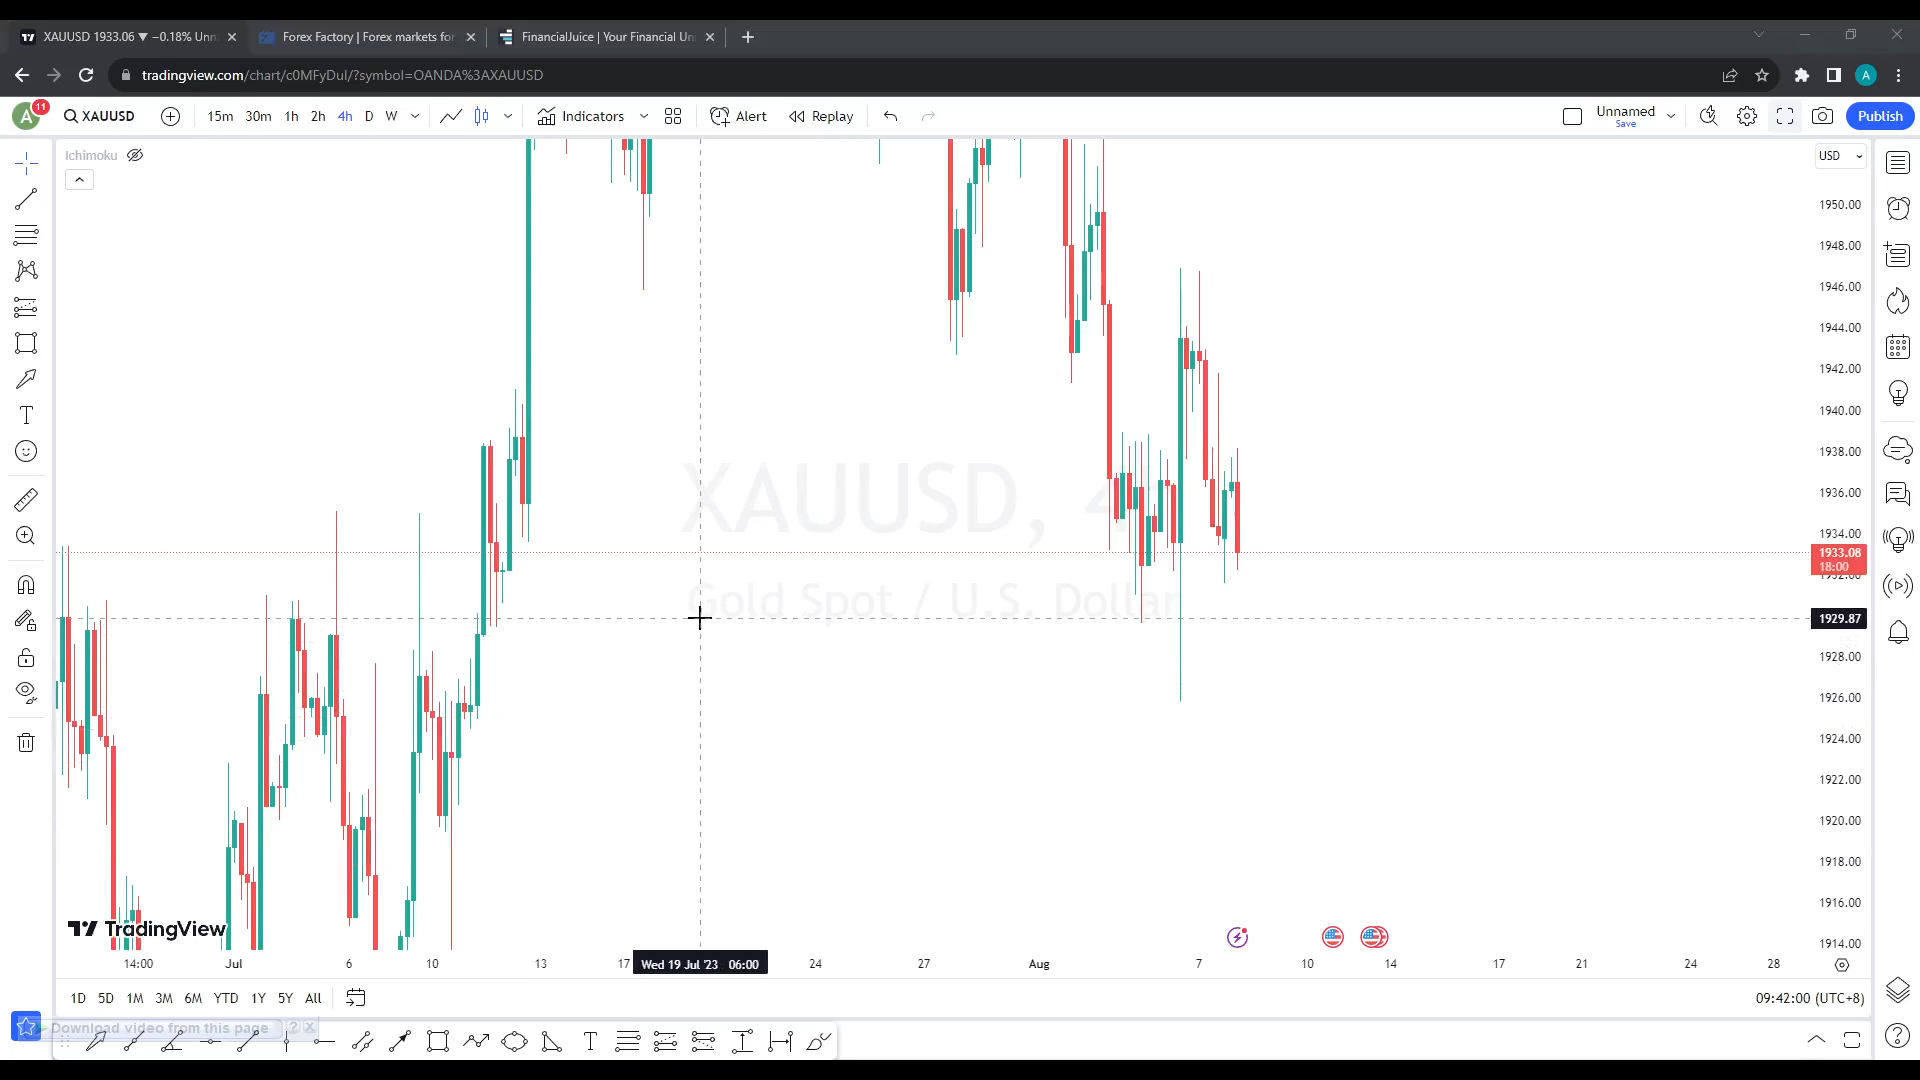 XAUUSD 1933.06 ▼ −0.18% Unn
Forex Factory | Forex markets for
FinancialJuice | Your Financial Un
tradingview.com/chart/c0MFyDul/?symbol=OANDA%3AXAUUSD
A
A 11
XAUUSD
15m 30m 1h 2h 4h D W
Indicators
Alert
Replay
Unnamed
Save
Publish
Ichimoku
USD
1950.00
1948.00
1946.00
1944.00
1942.00
1940.00
1938.00
1936.00
1934.00
1933.08
18:00
1932.00
1929.87
1928.00
1926.00
1924.00
1922.00
1920.00
1918.00
1916.00
1914.00
XAUUSD, 4
Gold Spot / U.S. Dollar
TradingView
14:00 Jul 6 10 13 17 Wed 19 Jul '23 06:00 24 27 Aug 7 10 14 17 21 24 28
1D 5D 1M 3M 6M YTD 1Y 5Y All
09:42:00 (UTC+8)
Download video from this page ? X